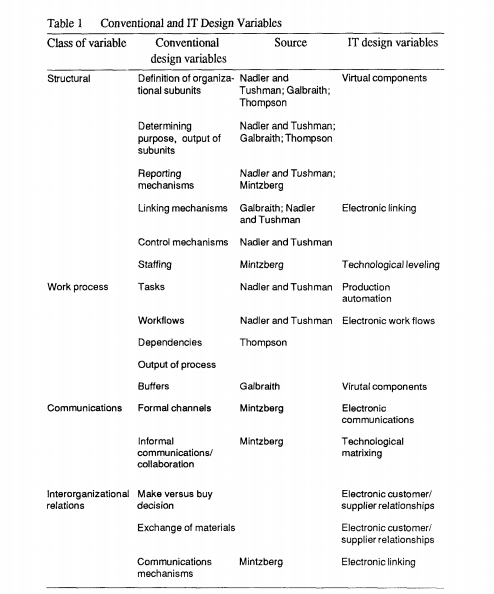 Table 1 Conventional and IT Design Variables
Class of variable Conventional Source IT design variables
design variables
Structural Definition of organiza- Nadler and Virtual components
tional subunits Tushman; Galbraith;
Thompson
Determining Nadler and Tushman;
purpose, output of Galbraith; Thompson
subunits
Reporting Nadler and Tushman;
mechanisms Mintzberg
Linking mechanisms Galbraith; Nadler Electronic linking
and Tushman
Control mechanisms Nadler and Tushman
Staffing Mintzberg Technological leveling
Work process Tasks Nadler and Tushman Production
automation
Workflows Nadler and Tushman Electronic work flows
Dependencies Thompson
Output of process
Buffers Galbraith Virutal components
Communications Formal channels Mintzberg Electronic
communications
Informal Mintzberg Technological
communications/ matrixing
collaboration
Interorganizational Make versus buy Electronic customer/
relations decision supplier relationships
Exchange of materials Electronic customer/
supplier relationships
Communications Mintzberg Electronic linking
mechanisms